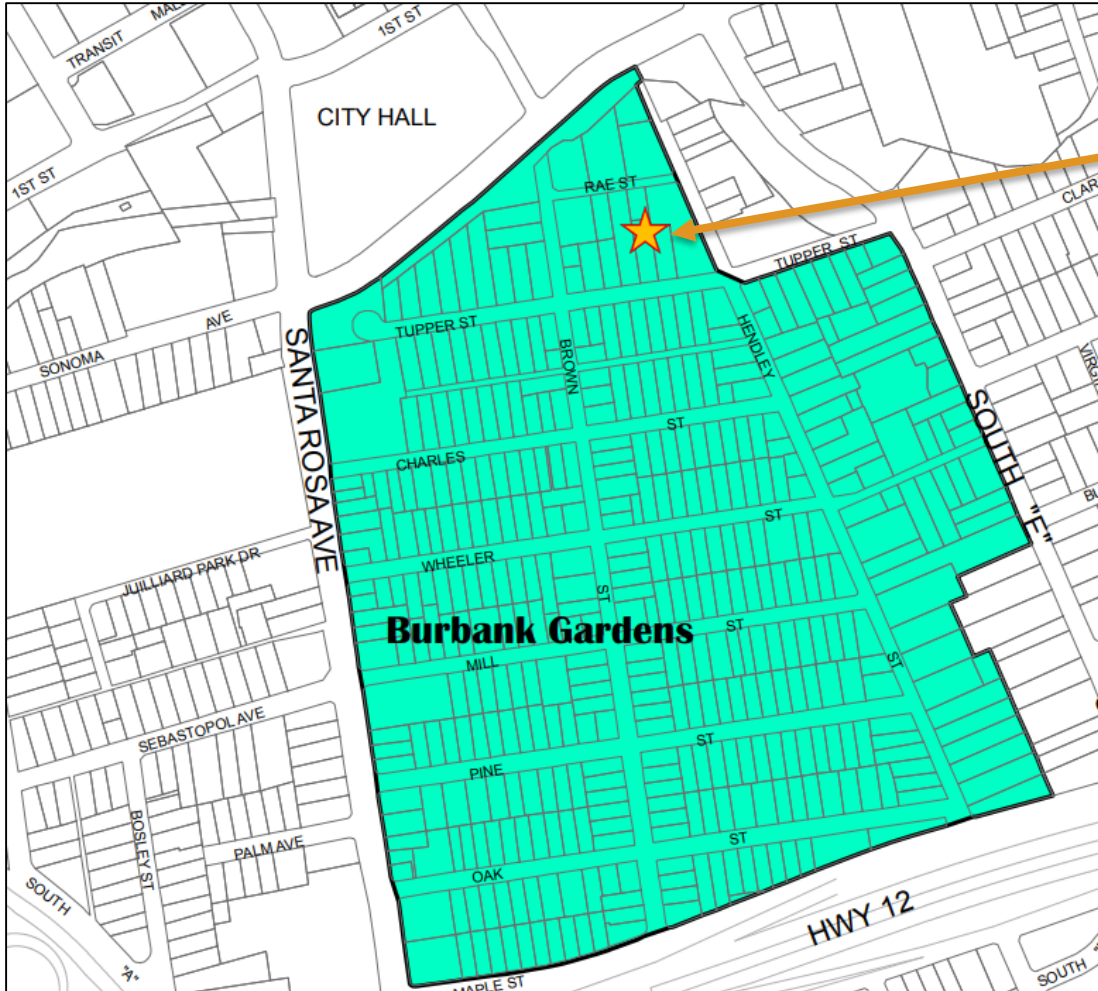 TRANSIT MALL
1ST ST
CITY HALL
1ST ST
RAE ST
TUPPER ST
TUPPER ST
SONOMA AVE
SANTA ROSA AVE
BROWN
HENDLEY
SOUTH "E"
CHARLES ST
WHEELER ST
JUILLIARD PARK DR
ST
Burbank Gardens
MILL ST
ST
SEBASTOPOL AVE
PINE ST
BOSLEY ST
PALM AVE
OAK ST
SOUTH "A"
HWY 12
MAPLE ST
SOUTH